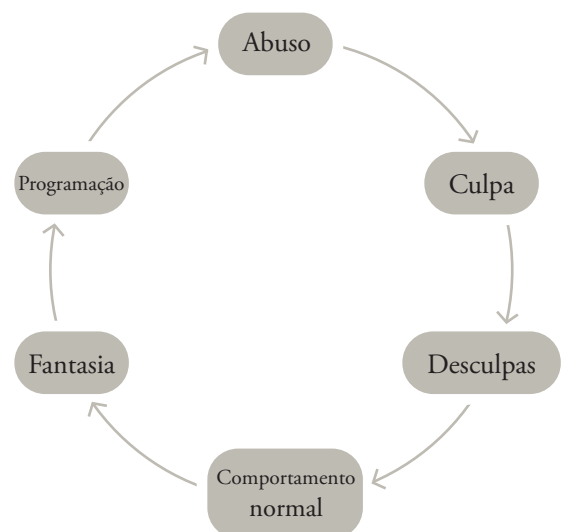 Abuso
Culpa
Desculpas
Comportamento
normal
Fantasia
Programação